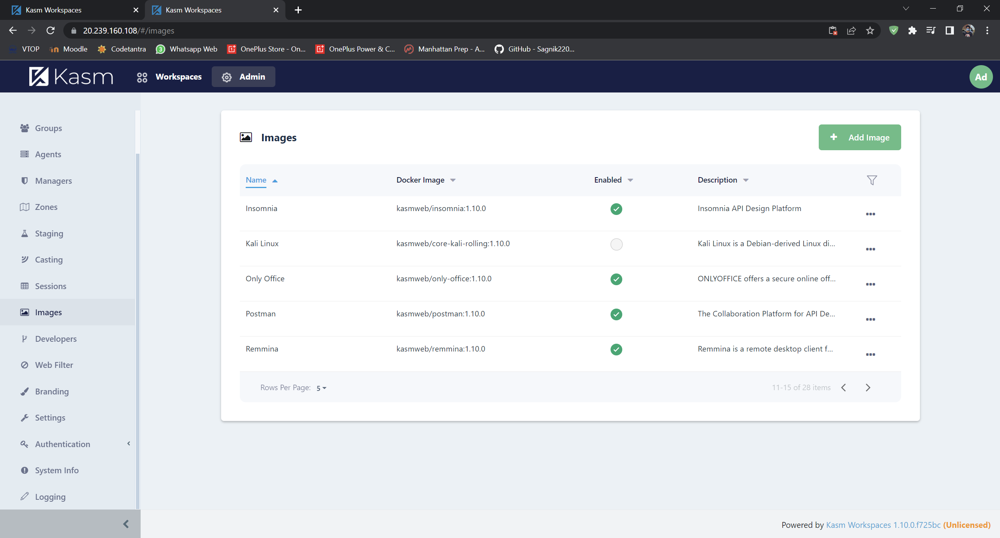 Kasm Workspaces
Kasm Workspaces
20.239.160.108/#/images
VTOP
Moodle
Codetantra
3
Whatsapp Web
OnePlus Store - On...
OnePlus Power & C...
Manhattan Prep - A...
GitHub - Sagnik220...
Kasm
Workspaces
Admin
Ad
Groups
Agents
Managers
Zones
Staging
Casting
Sessions
Images
Developers
Web Filter
Branding
Settings
Authentication
System Info
Logging
Images
+ Add Image
Name Docker Image Enabled Description
Insomnia kasmweb/insomnia:1.10.0 Insomnia API Design Platform
Kali Linux kasmweb/core-kali-rolling:1.10.0 Kali Linux is a Debian-derived Linux di...
Only Office kasmweb/only-office:1.10.0 ONLYOFFICE offers a secure online off...
Postman kasmweb/postman:1.10.0 The Collaboration Platform for API De...
Remmina kasmweb/remmina:1.10.0 Remmina is a remote desktop client f...
Rows Per Page: 5 11-15 of 28 items
Powered by Kasm Workspaces 1.10.0.f725bc (Unlicensed)